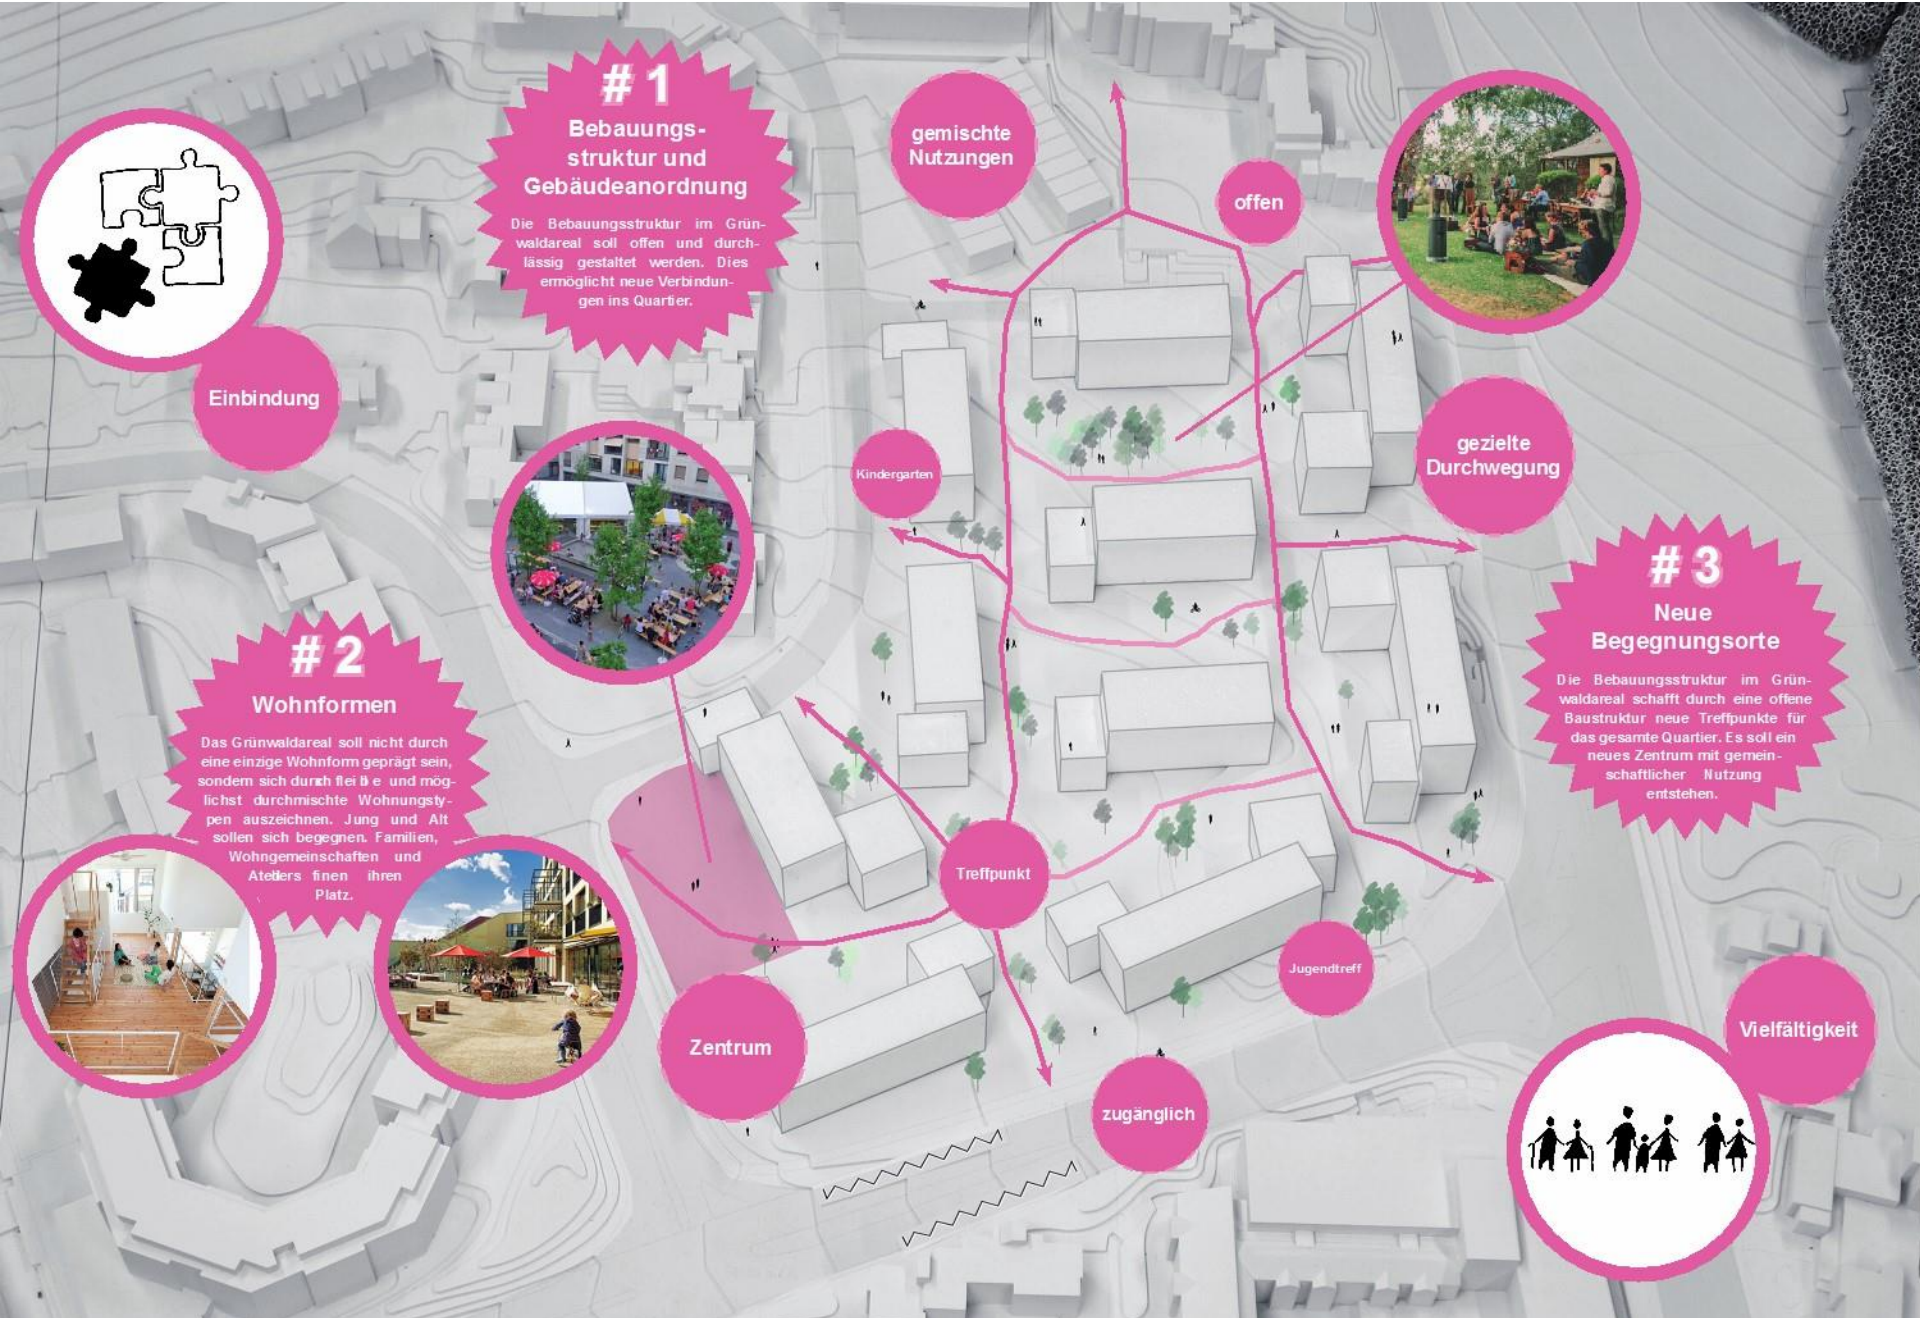 # 1
Bebauungs-
struktur und
Gebäudeanordnung
Die Bebauungsstruktur im Grün-
waldareal soll offen und durch-
lässig gestaltet werden. Dies
ermöglicht neue Verbindun-
gen ins Quartier.
gemischte
Nutzungen
offen
Einbindung
Kindergarten
gezielte
Durchwegung
# 2
Wohnformen
Das Grünwaldareal soll nicht durch
eine einzige Wohnform geprägt sein,
sondern sich durch und mög-
lichst durchmischte Wohnungsty-
pen auszeichnen. Jung und Alt
sollen sich begegnen. Familien,
Wohngemeinschaften und
finen ihren
Platz.
# 3
Neue
Begegnungsorte
Die Bebauungsstruktur im Grün-
waldareal schafft durch eine offene
Baustruktur neue Treffpunkte für
das gesamte Quartier. Es soll ein
neues Zentrum mit gemein-
schaftlicher Nutzung
entstehen.
Treffpunkt
Jugendtreff
Zentrum
zugänglich
Vielfältigkeit